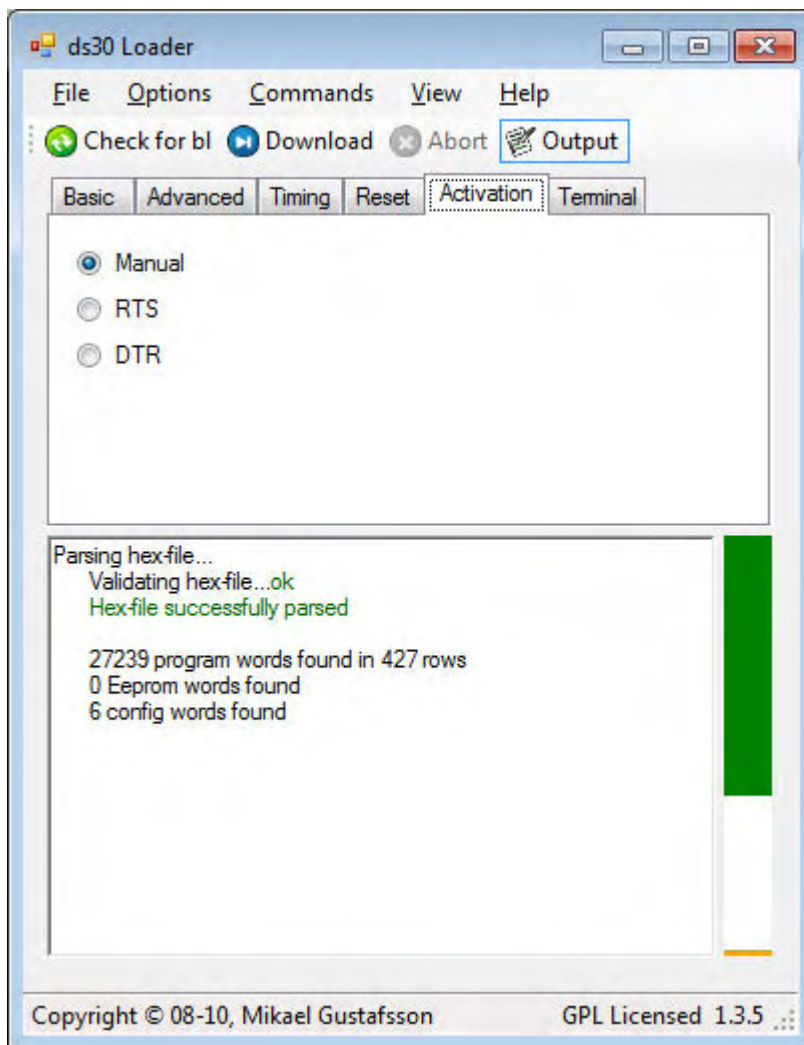 ds30 Loader
File Options Commands View Help
Check for bl Download Abort Output
Basic Advanced Timing Reset Activation Terminal
Manual
RTS
DTR
Parsing hex-file...
Validating hex-file...ok
Hex-file successfully parsed
27239 program words found in 427 rows
0 Eeprom words found
6 config words found
Copyright © 08-10, Mikael Gustafsson GPL Licensed 1.3.5